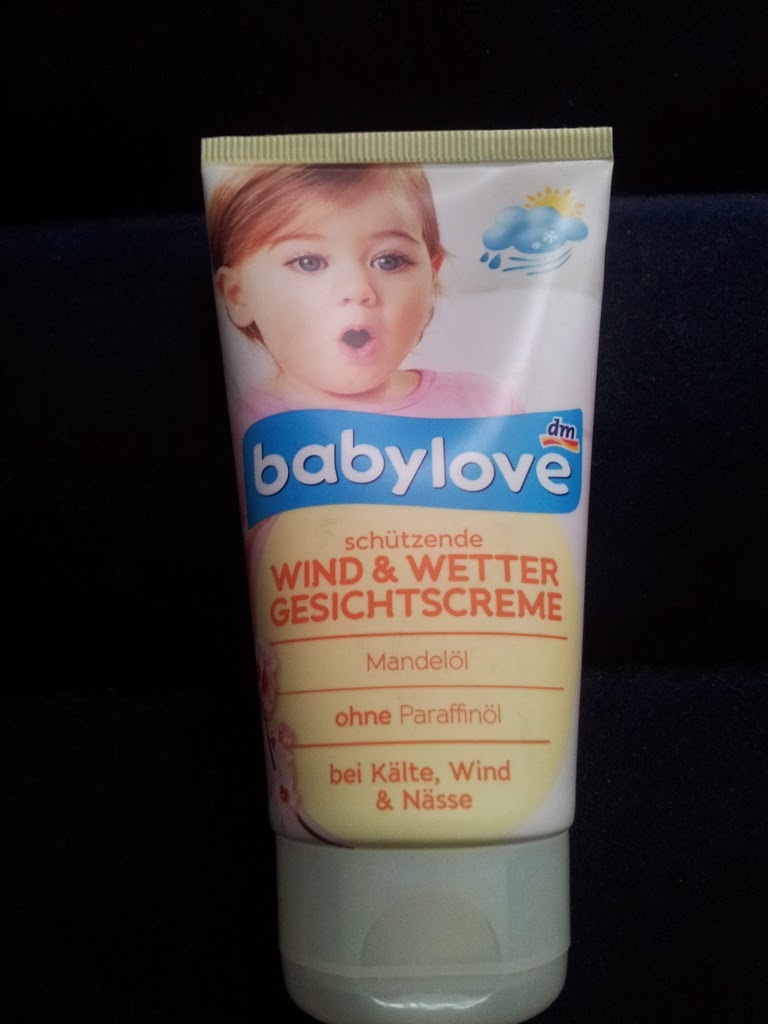 dm
babylove
schützende
WIND & WETTER
GESICHTSCREME
Mandelöl
ohne Paraffinöl
bei Kälte, Wind
& Nässe